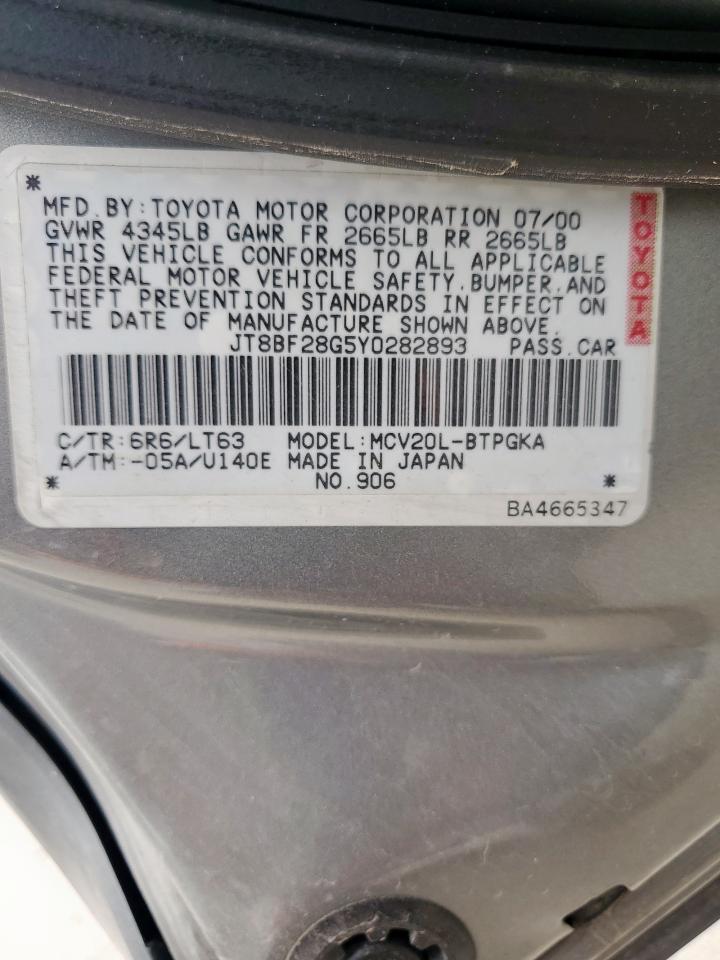 *
MFD.BY:TOYOTA MOTOR CORPORATION 07/00
GVWR 4345LB GAWR FR 2665LB RR 2665LB
THIS VEHICLE CONFORMS TO ALL APPLICABLE
FEDERAL MOTOR VEHICLE SAFETY.BUMPER.AND
THEFT PREVENTION STANDARDS IN EFFECT ON
THE DATE OF MANUFACTURE SHOWN ABOVE.
JT8BF28G5Y0282893 PASS.CAR
C/TR:6R6/LT63 MODEL:MCV20L-BTPGKA
A/TM:-05A/U140E MADE IN JAPAN
* NO.906 *
BA4665347
TOYOTA